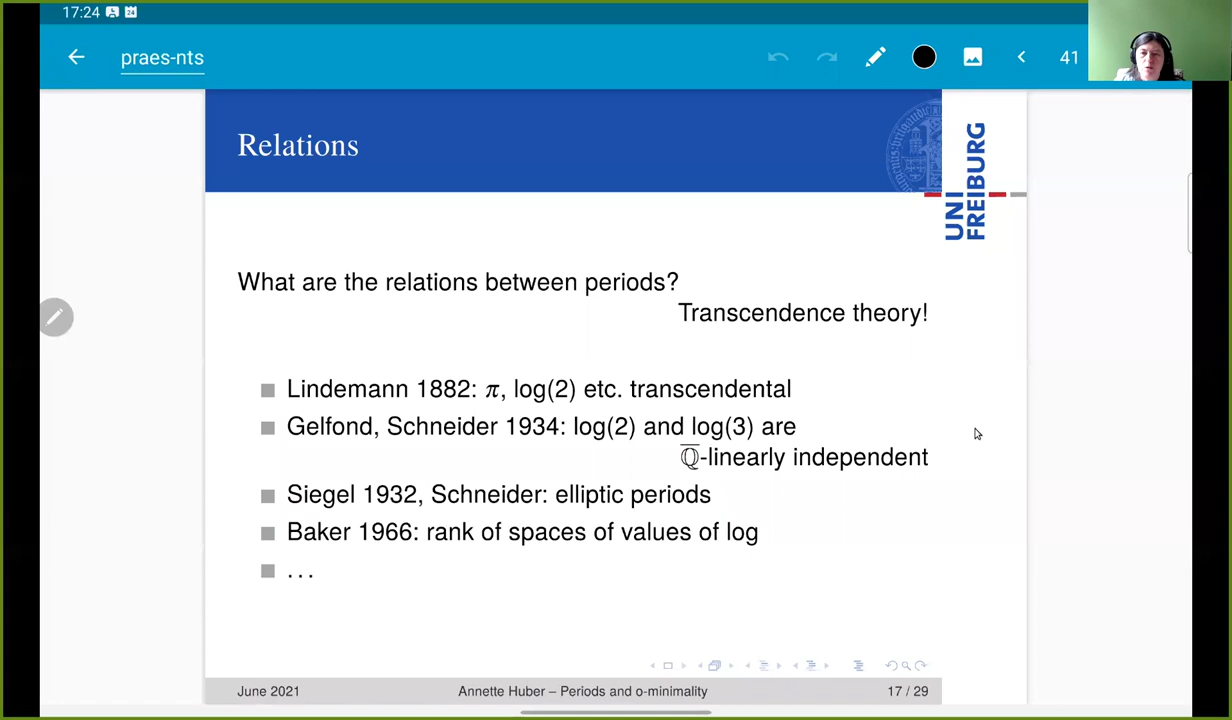 17:24
praes-nts
41
Relations
UNI
FREIBURG
What are the relations between periods?
Transcendence theory!
Lindemann 1882: π, log(2) etc. transcendental
Gelfond, Schneider 1934: log(2) and log(3) are
ℚ̅-linearly independent
Siegel 1932, Schneider: elliptic periods
Baker 1966: rank of spaces of values of log
...
June 2021
Annette Huber – Periods and o-minimality
17 / 29